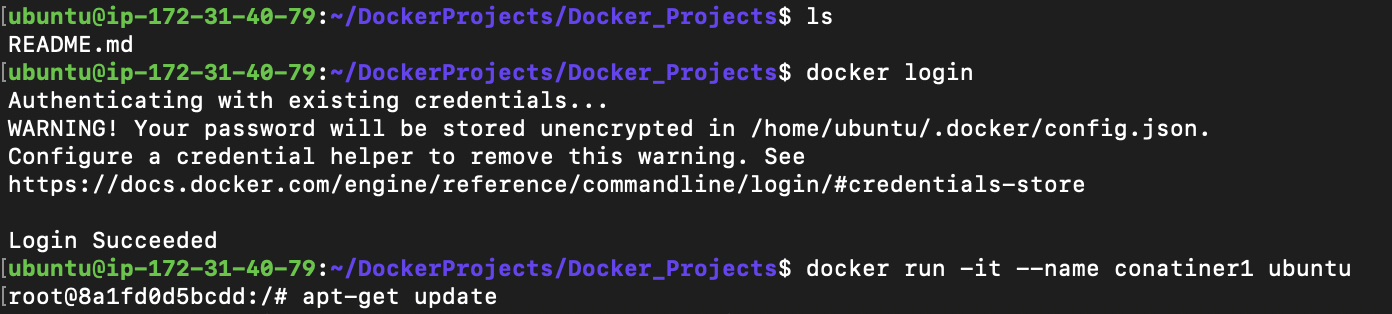 [ubuntu@ip-172-31-40-79:~/DockerProjects/Docker_Projects$ ls
README.md
[ubuntu@ip-172-31-40-79:~/DockerProjects/Docker_Projects$ docker login
Authenticating with existing credentials...
WARNING! Your password will be stored unencrypted in /home/ubuntu/.docker/config.json.
Configure a credential helper to remove this warning. See
https://docs.docker.com/engine/reference/commandline/login/#credentials-store
Login Succeeded
[ubuntu@ip-172-31-40-79:~/DockerProjects/Docker_Projects$ docker run -it --name conatiner1 ubuntu
[root@8a1fd0d5bcdd:/# apt-get update